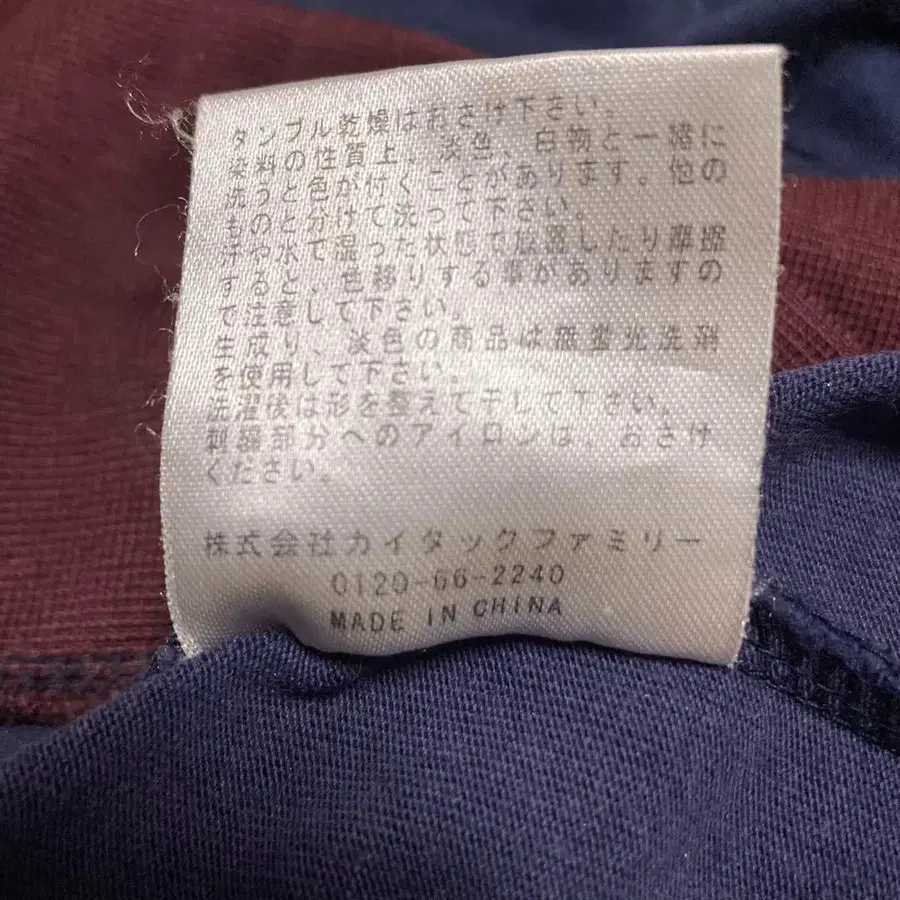 タンブル乾燥はおさけ下さい。
染料の性質上、淡色、白物と一緒に
洗うと色が付くことがあります。他の
ものと分けて洗って下さい。
汗や水で湿った状態で放置したり摩擦
すると、色移りする事がありますの
で注意して下さい。
生成り、淡色の商品は無螢光洗剤
を使用して下さい。
洗濯後は形を整えて干して下さい。
刺繍部分へのアイロンは、おさけ
ください。
株式会社カイタックファミリー
0120-66-2240
MADE IN CHINA